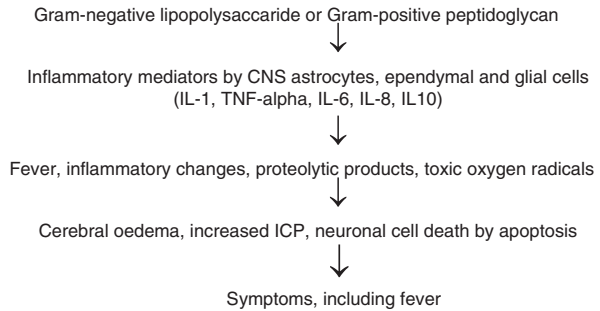 Gram-negative lipopolysaccaride or Gram-positive peptidoglycan
Inflammatory mediators by CNS astrocytes, ependymal and glial cells
(IL-1, TNF-alpha, IL-6, IL-8, IL10)
Fever, inflammatory changes, proteolytic products, toxic oxygen radicals
Cerebral oedema, increased ICP, neuronal cell death by apoptosis
Symptoms, including fever